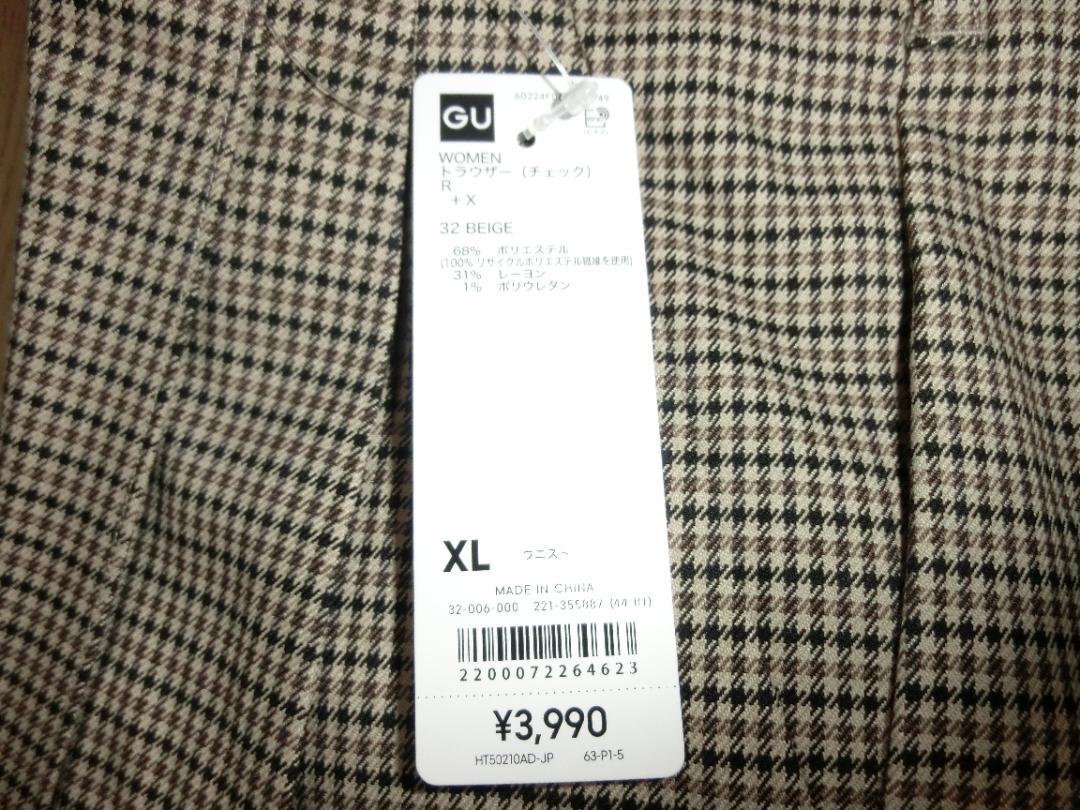 GU
WOMEN
トラウザー（チェック）
R
+X
32 BEIGE
68% ポリエステル
(100% リサイクルポリエステル繊維を使用)
31% レーヨン
1% ポリウレタン
XL ウエスト
MADE IN CHINA
32-006-000 221-355887
2200072264623
¥3,990
HT50210AD-JP 63-P1-5